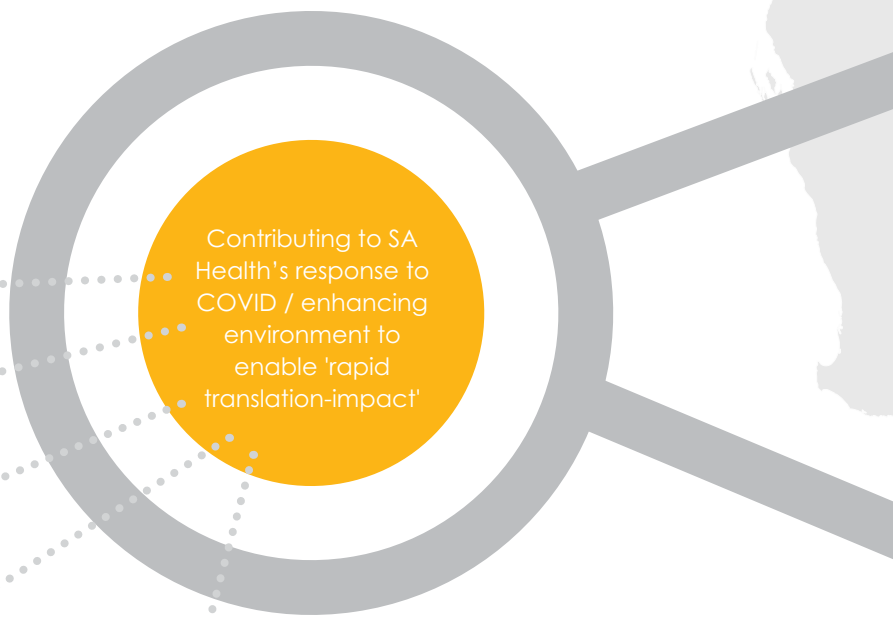 Contributing to SA
Health’s response to
COVID / enhancing
environment to
enable 'rapid
translation-impact'